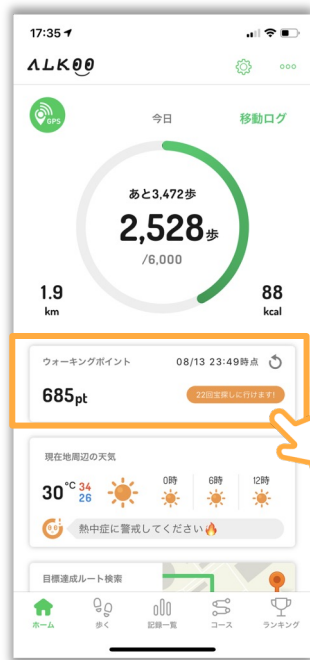 17:35
ALKOO
GPS
今日
移動ログ
あと3,472歩
2,528歩
/6,000
1.9
km
88
kcal
ウォーキングポイント
08/13 23:49時点
685pt
22回宝探しに行けます!
現在地周辺の天気
30℃
34
26
0時
6時
12時
熱中症に警戒してください
目標達成ルート検索
ホーム
歩く
記録一覧
コース
ランキング